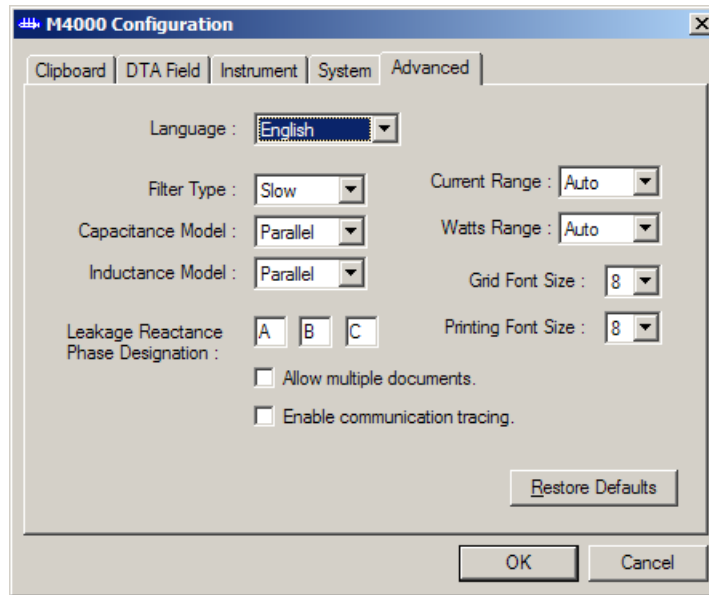 M4000 Configuration
Clipboard DTA Field Instrument System Advanced
Language : English
Filter Type : Slow Current Range : Auto
Capacitance Model : Parallel Watts Range : Auto
Inductance Model : Parallel Grid Font Size : 8
Leakage Reactance
Phase Designation : A B C Printing Font Size : 8
Allow multiple documents.
Enable communication tracing.
Restore Defaults
OK Cancel